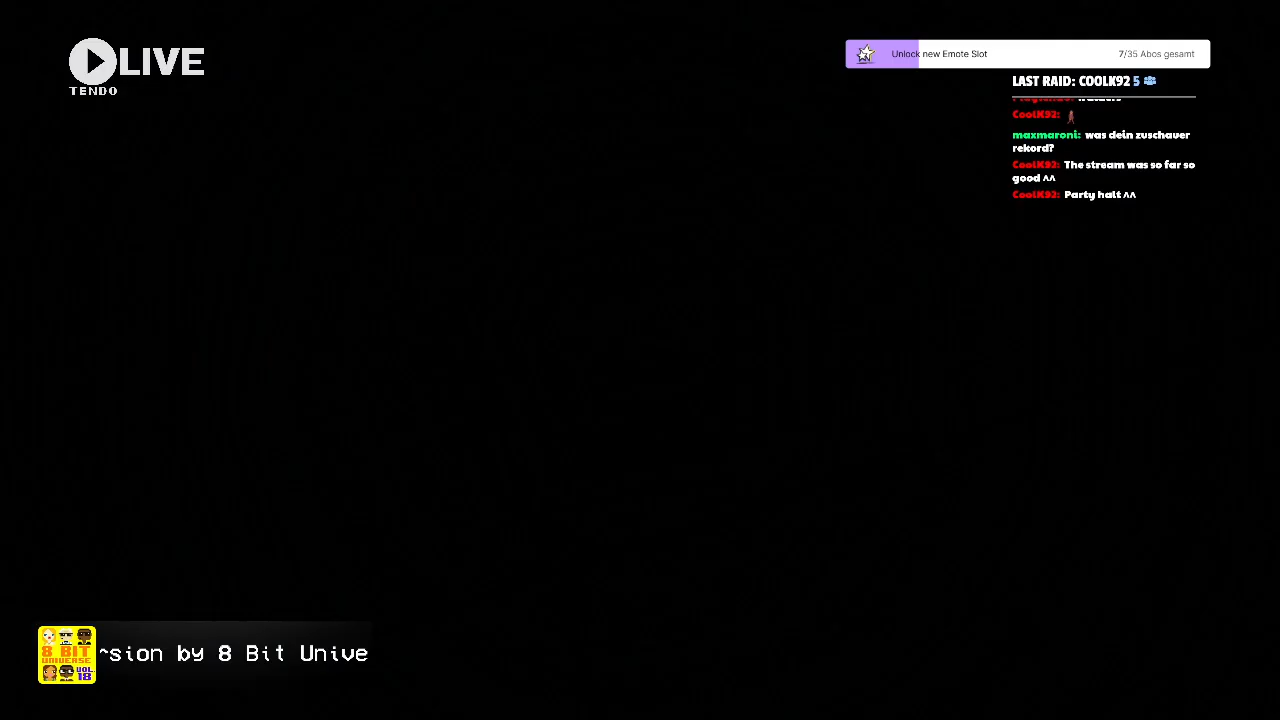 LIVE
TENDO
Unlock new Emote Slot
7/35 Abos gesamt
LAST RAID: COOLK92 5
CoolK92:
maxmaroni: was dein zuschauer
rekord?
CoolK92: The stream was so far so
good ^^
CoolK92: Party halt ^^
8 BIT
UNIVERSE
VOL.
18
~sion by 8 Bit Unive